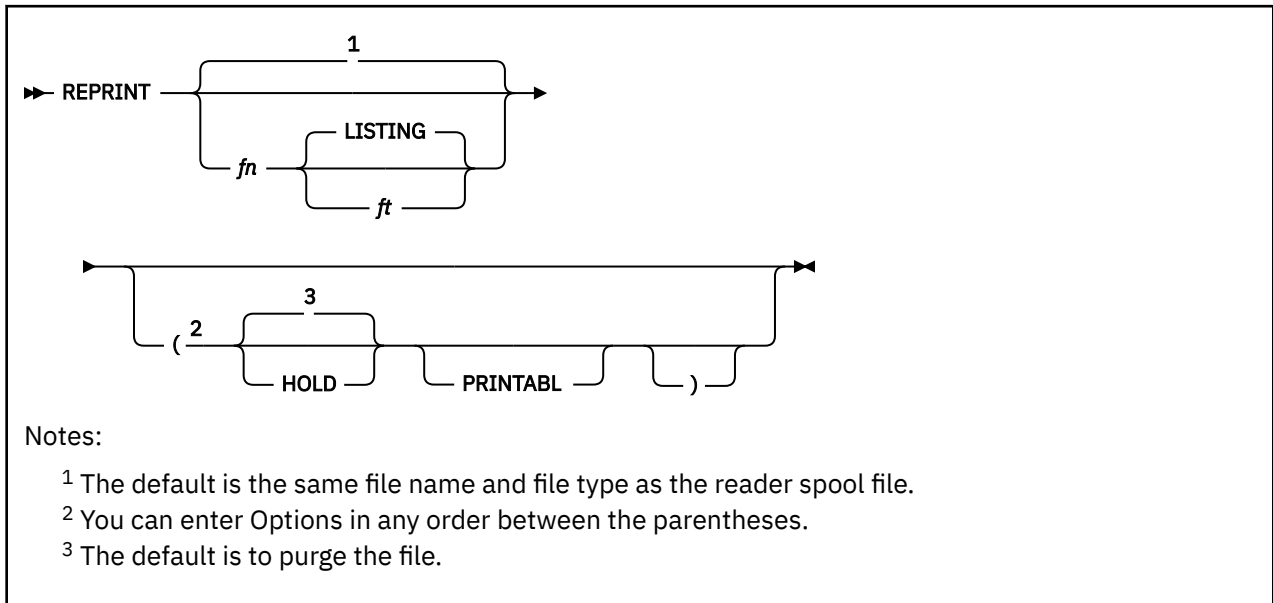 1
REPRINT
LISTING
fn
ft
3
( 2
HOLD PRINTABL )
Notes:
1 The default is the same file name and file type as the reader spool file.
2 You can enter Options in any order between the parentheses.
3 The default is to purge the file.